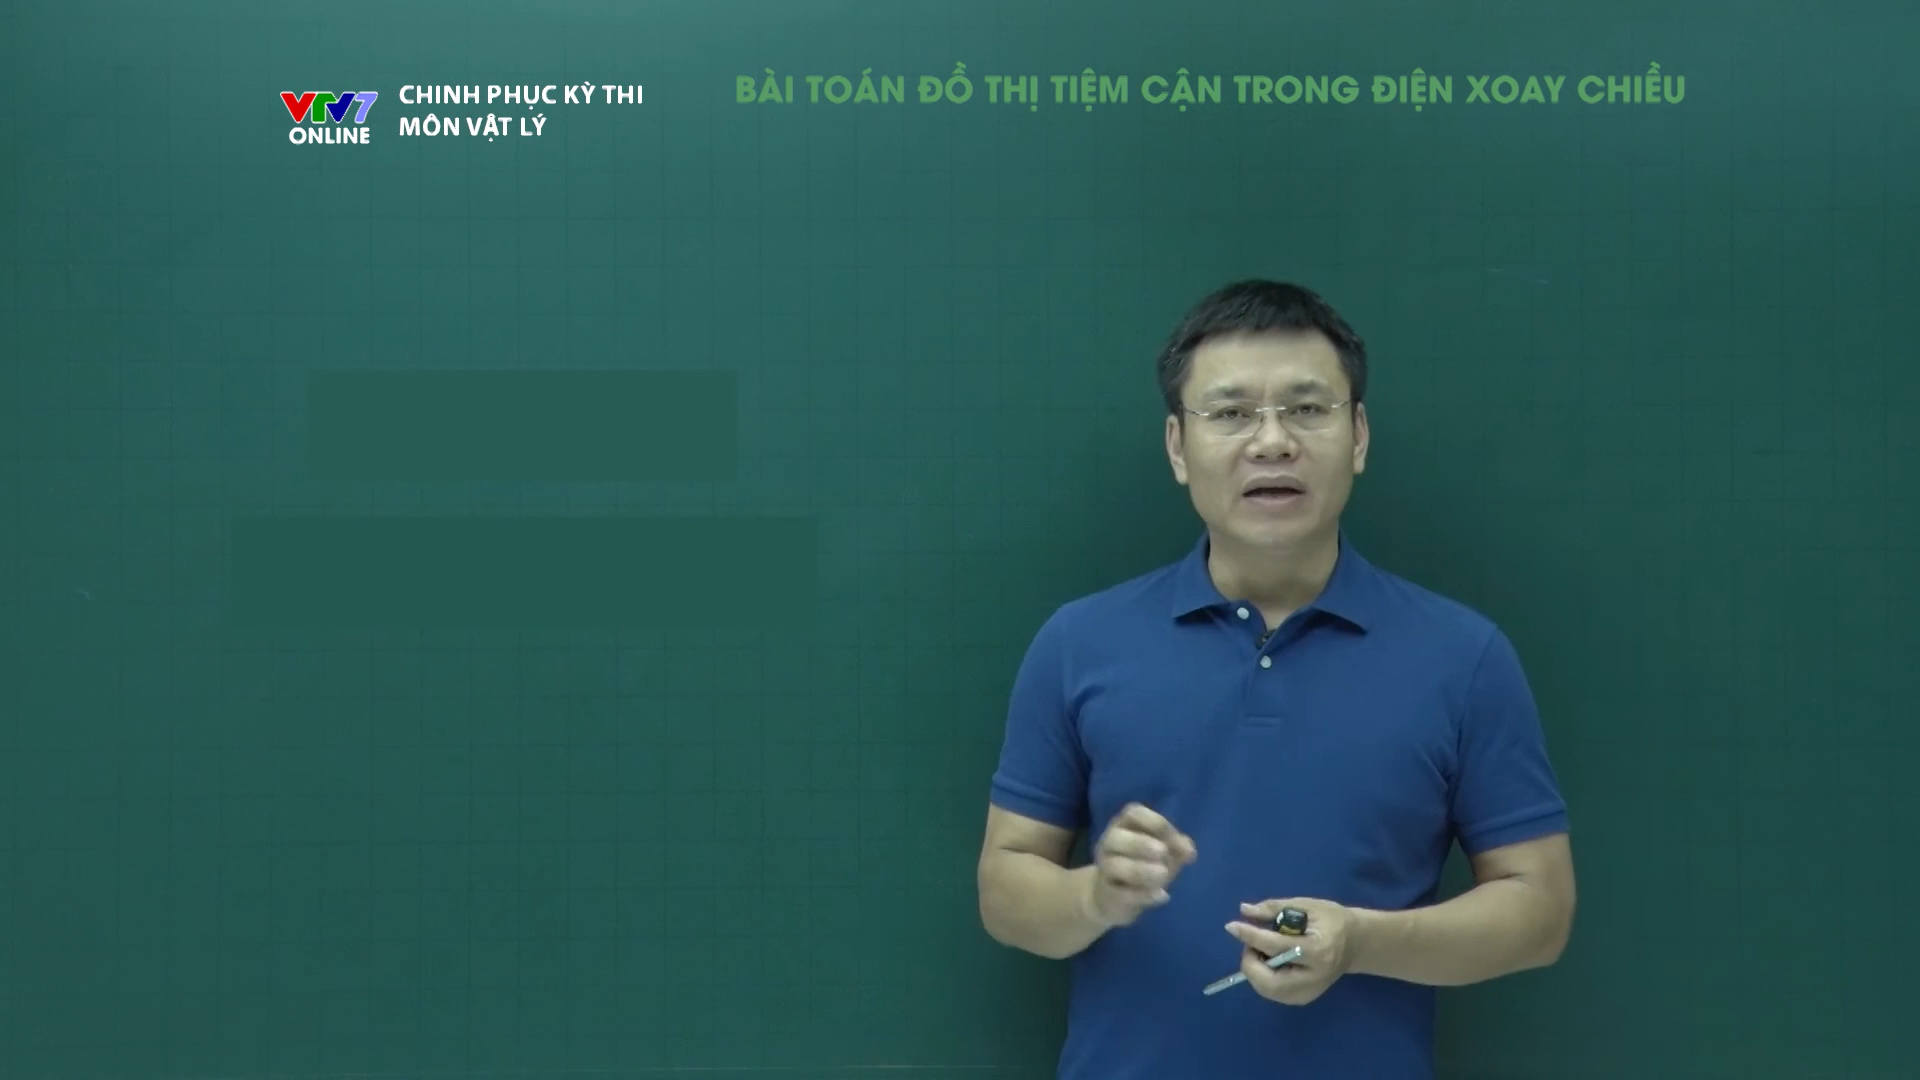 VTV7
ONLINE
CHINH PHỤC KỲ THI
MÔN VẬT LÝ
BÀI TOÁN ĐỒ THỊ TIỆM CẬN TRONG ĐIỆN XOAY CHIỀU